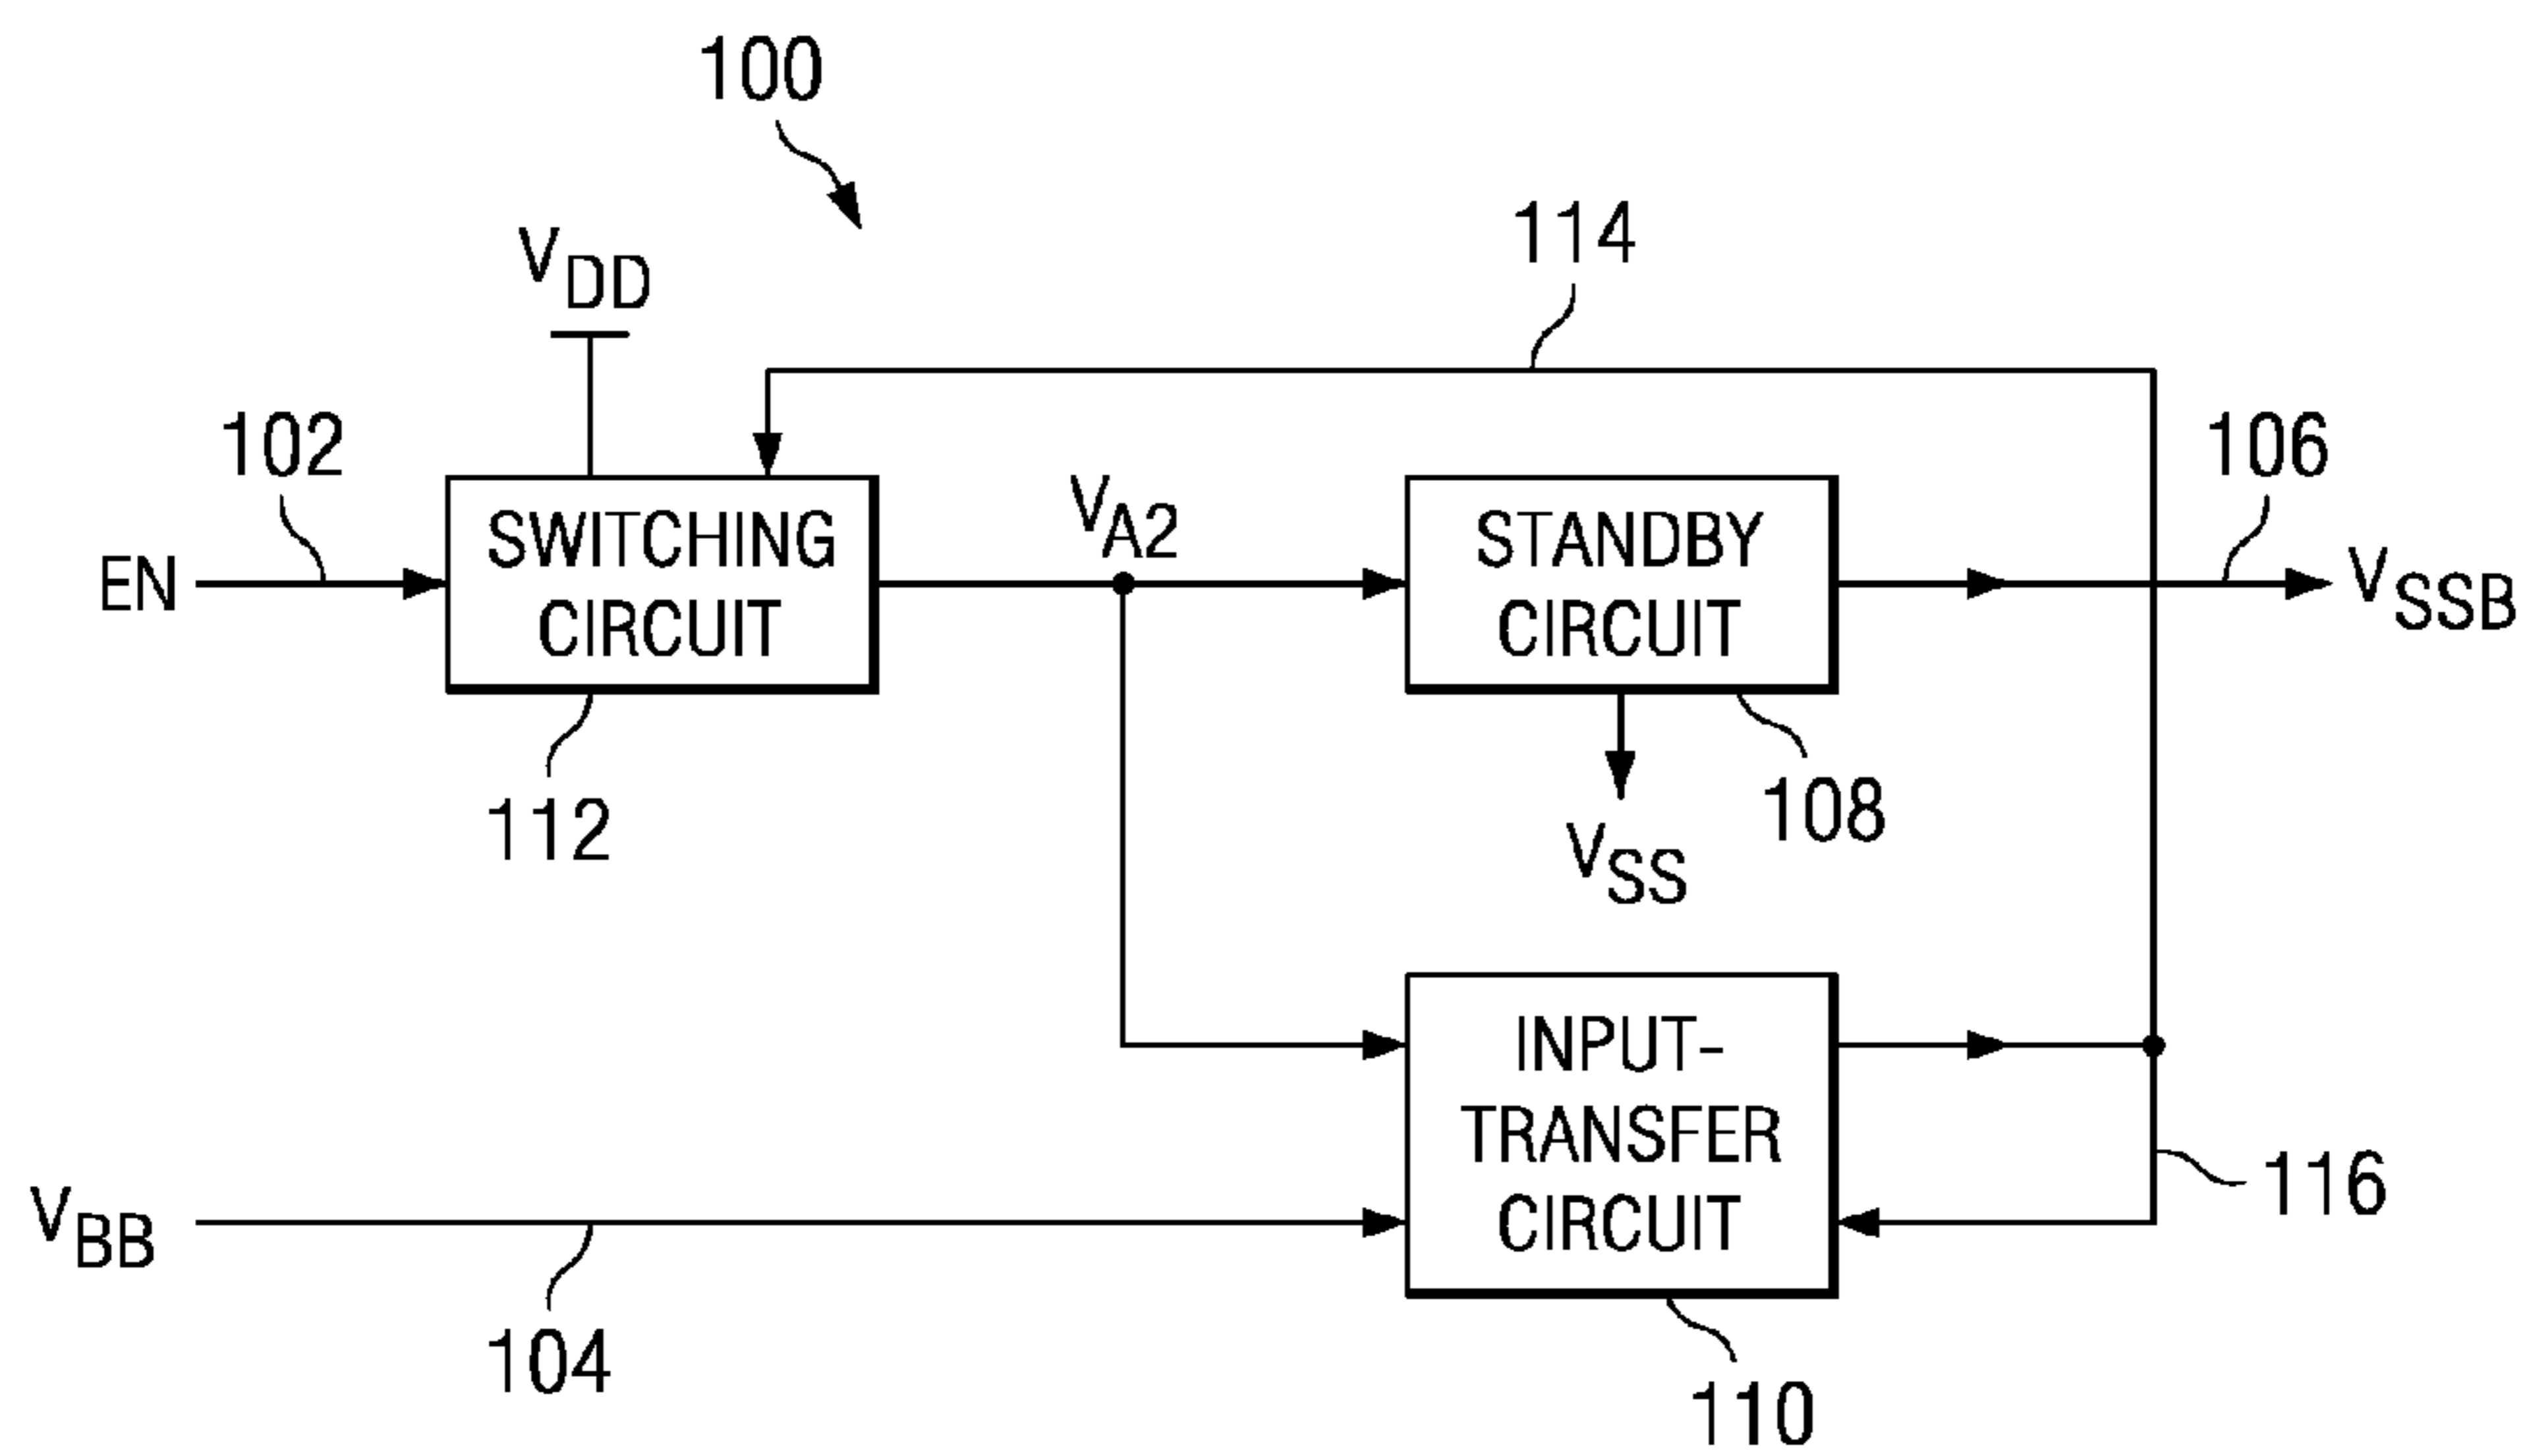 100
114
VDD
102
106
EN
SWITCHING
CIRCUIT
VA2
STANDBY
CIRCUIT
VSSB
112
108
VSS
INPUT-
TRANSFER
CIRCUIT
116
VBB
104
110